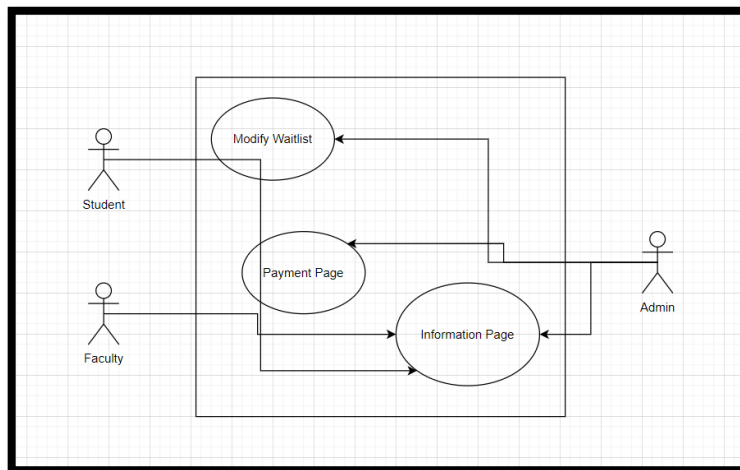 Modify Waitlist
Student
Payment Page
Admin
Information Page
Faculty